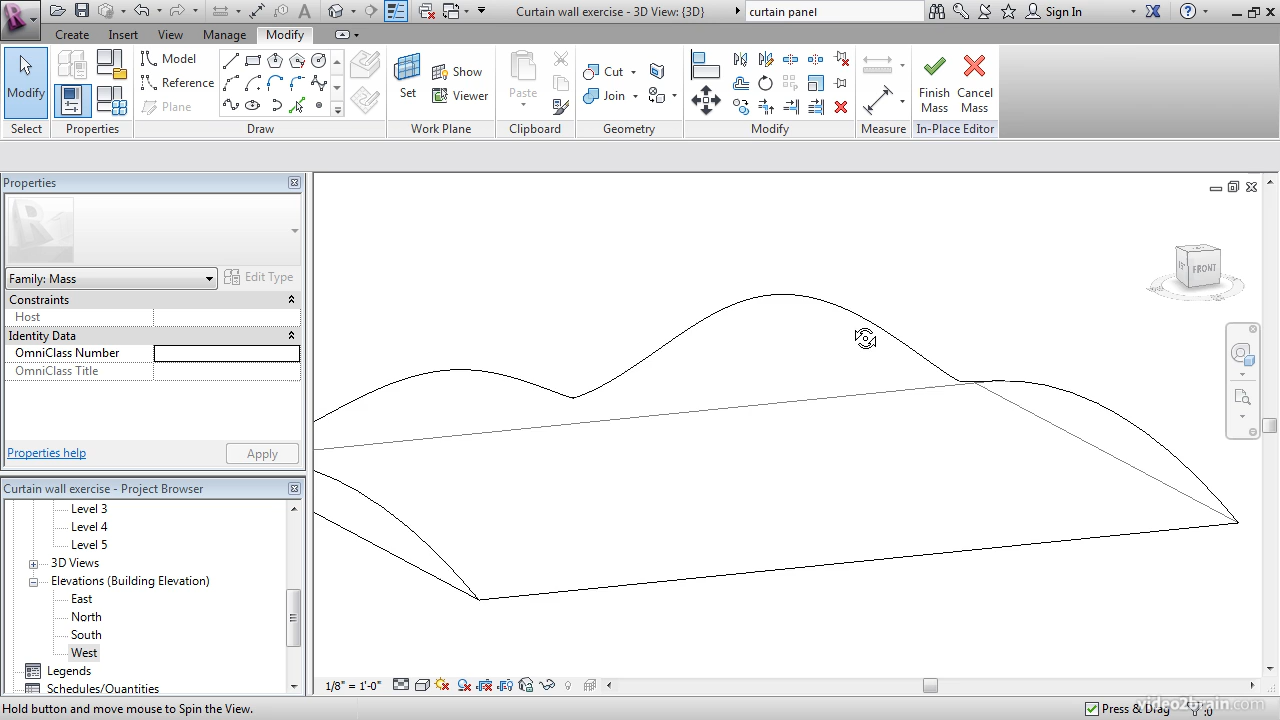 Curtain wall exercise - 3D View: {3D}
curtain panel
Sign In
Create
Insert
View
Manage
Modify
Modify
Model
Reference
Plane
Set
Show
Viewer
Paste
Cut
Join
Finish Mass
Cancel Mass
Select
Properties
Draw
Work Plane
Clipboard
Geometry
Modify
Measure
In-Place Editor
Properties
Family: Mass
Edit Type
Constraints
Host
Identity Data
OmniClass Number
OmniClass Title
Properties help
Apply
Curtain wall exercise - Project Browser
Level 3
Level 4
Level 5
3D Views
Elevations (Building Elevation)
East
North
South
West
Legends
Schedules/Quantities
FRONT
1/8" = 1'-0"
Hold button and move mouse to Spin the View.
Press & Drag
:0
video2brain.com